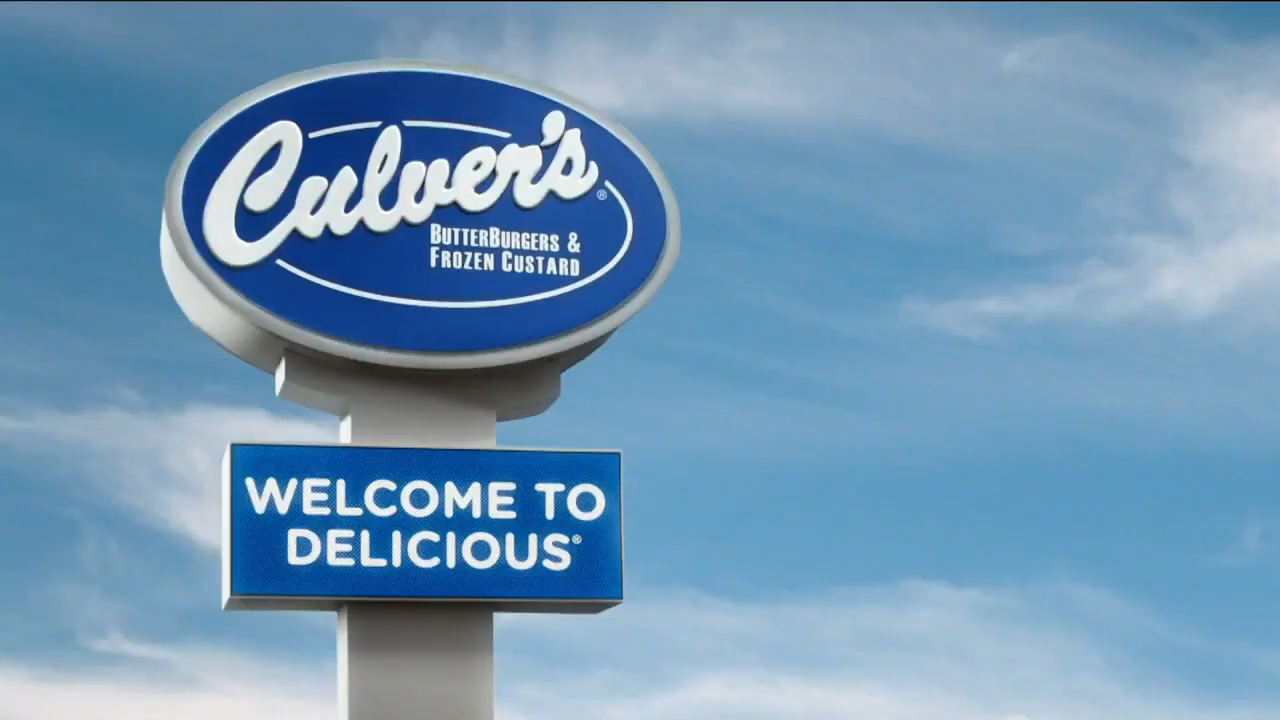 Culver's®
BUTTERBURGERS &
FROZEN CUSTARD
WELCOME TO
DELICIOUS®